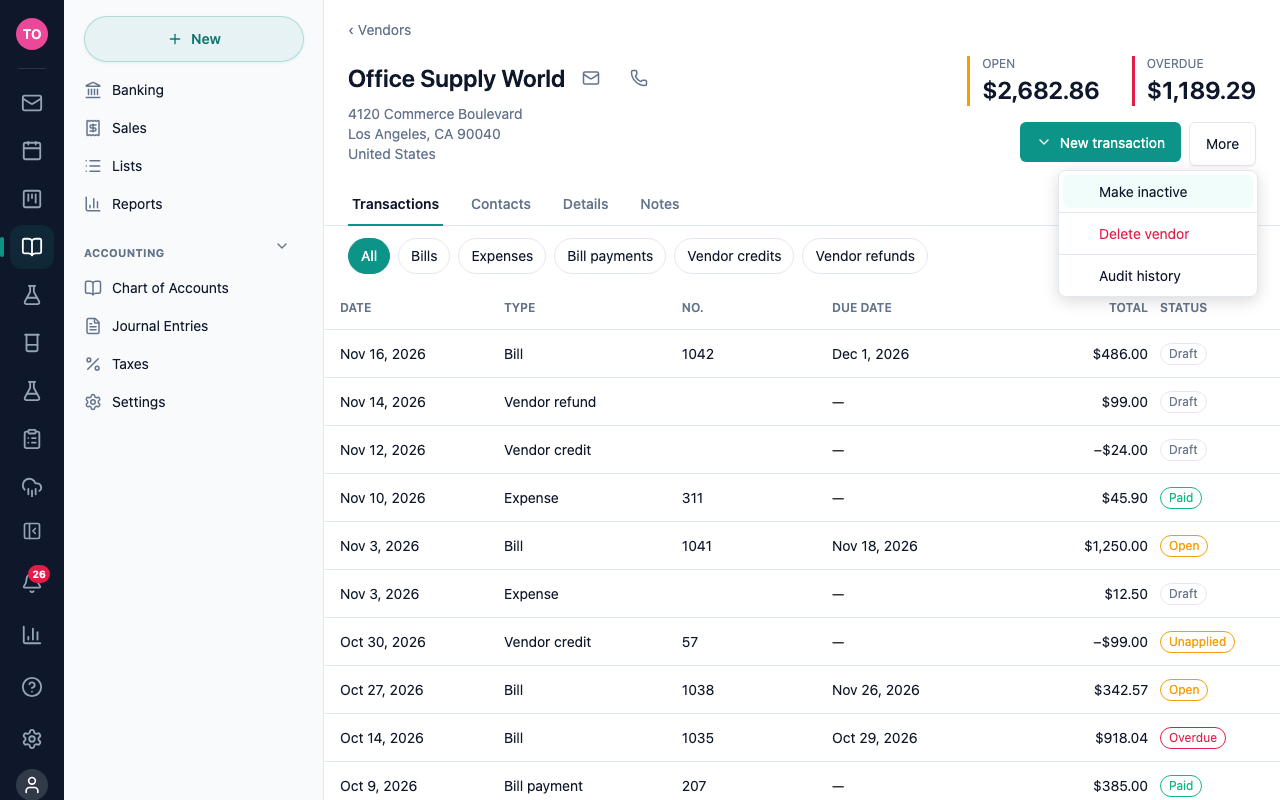 TO
26
New
Banking
Sales
Lists
Reports
ACCOUNTING
Chart of Accounts
Journal Entries
Taxes
Settings
‹ Vendors
Office Supply World
4120 Commerce Boulevard
Los Angeles, CA 90040
United States
OPEN
$2,682.86
OVERDUE
$1,189.29
New transaction
More
Make inactive
Delete vendor
Audit history
Transactions Contacts Details Notes
All Bills Expenses Bill payments Vendor credits Vendor refunds
DATE TYPE NO. DUE DATE TOTAL STATUS
Nov 16, 2026 Bill 1042 Dec 1, 2026 $486.00 Draft
Nov 14, 2026 Vendor refund — $99.00 Draft
Nov 12, 2026 Vendor credit — –$24.00 Draft
Nov 10, 2026 Expense 311 — $45.90 Paid
Nov 3, 2026 Bill 1041 Nov 18, 2026 $1,250.00 Open
Nov 3, 2026 Expense — $12.50 Draft
Oct 30, 2026 Vendor credit 57 — –$99.00 Unapplied
Oct 27, 2026 Bill 1038 Nov 26, 2026 $342.57 Open
Oct 14, 2026 Bill 1035 Oct 29, 2026 $918.04 Overdue
Oct 9, 2026 Bill payment 207 — $385.00 Paid